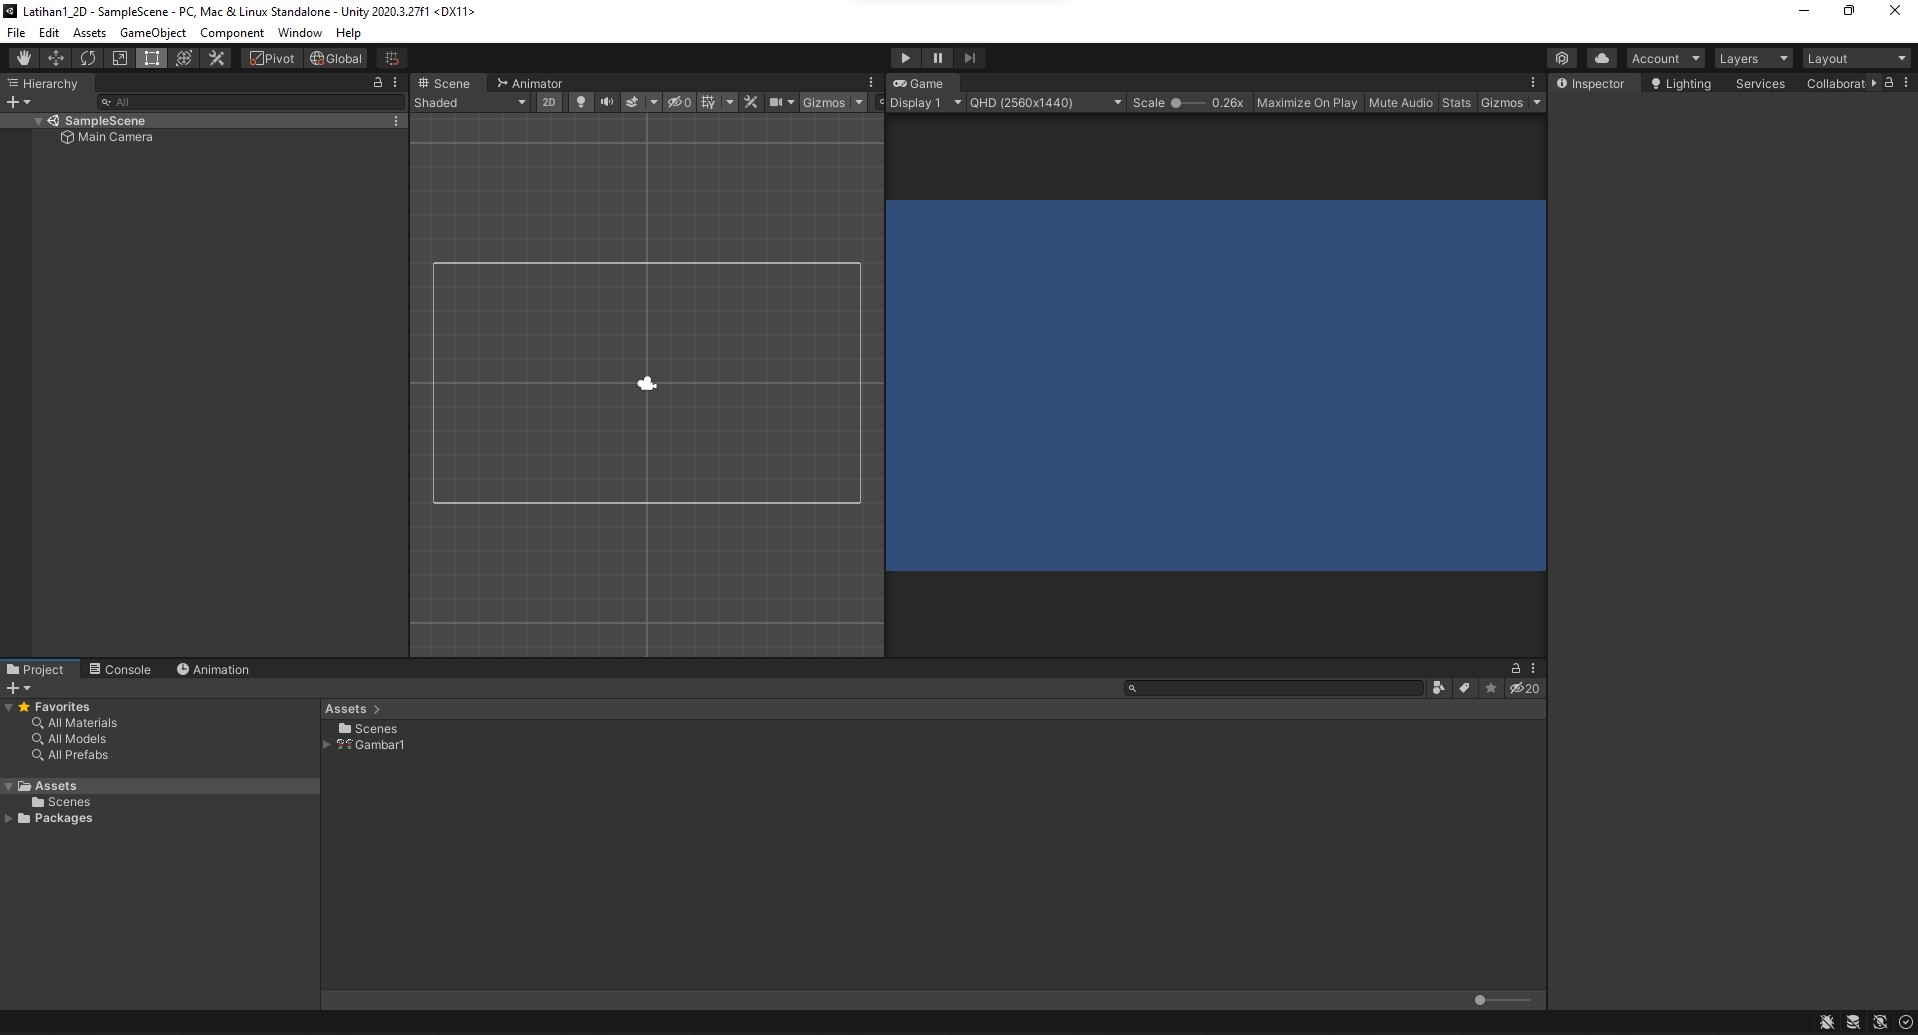 Latihan1_2D - SampleScene - PC, Mac & Linux Standalone - Unity 2020.3.27f1 <DX11>
File Edit Assets GameObject Component Window Help
Pivot Global Account Layers Layout
Hierarchy
All
SampleScene
Main Camera
Scene Animator
Shaded 2D 0 Gizmos
Game
Display 1 QHD (2560x1440) Scale 0.26x Maximize On Play Mute Audio Stats Gizmos
Inspector Lighting Services Collaborat
Project Console Animation
20
Favorites
All Materials
All Models
All Prefabs
Assets
Scenes
Packages
Assets >
Scenes
Gambar1